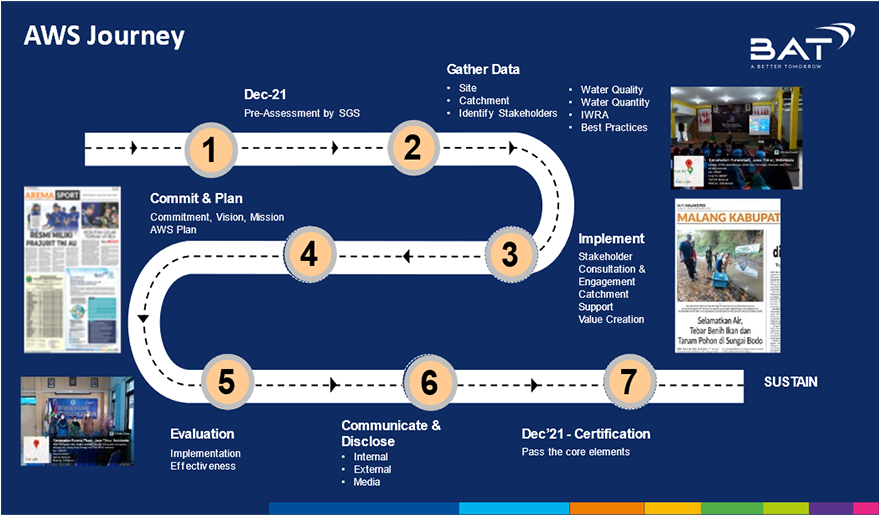 AWS Journey
BAT
A BETTER TOMORROW
Dec-21
Pre-Assessment by SGS
Gather Data
• Site
• Catchment
• Identify Stakeholders
• Water Quality
• Water Quantity
• IWRA
• Best Practices
1
2
Commit & Plan
Commitment, Vision, Mission
AWS Plan
4
3
Implement
Stakeholder
Consultation &
Engagement
Catchment
Support
Value Creation
AREMA SPORT
RESMI MILIKI
PRAJURIT TNI AU
BAT
MALANG KABUPAT
Selamatkan Air,
Tebar Benih Ikan dan
Tanam Pohon di Sungai Bodo
5
6
7
SUSTAIN
Evaluation
Implementation
Effectiveness
Communicate &
Disclose
• Internal
• External
• Media
Dec'21 - Certification
Pass the core elements